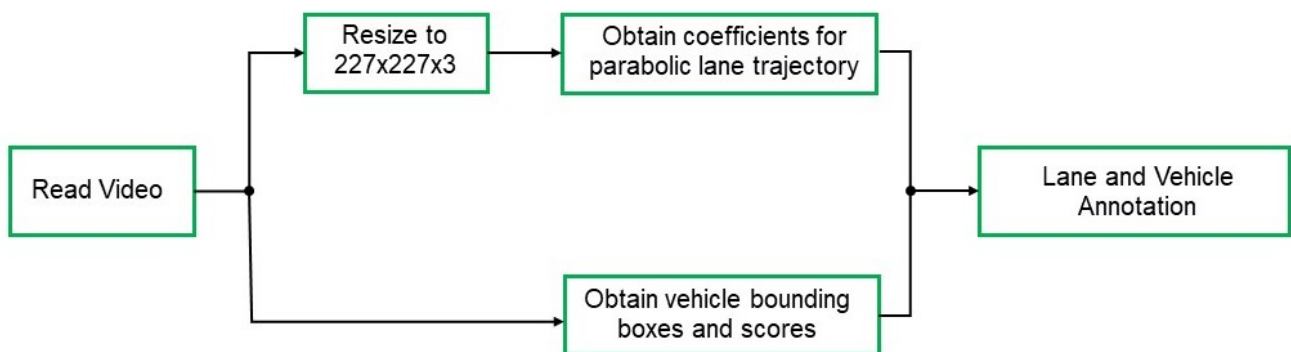 Resize to
227x227x3
Obtain coefficients for
parabolic lane trajectory
Read Video
Lane and Vehicle
Annotation
Obtain vehicle bounding
boxes and scores